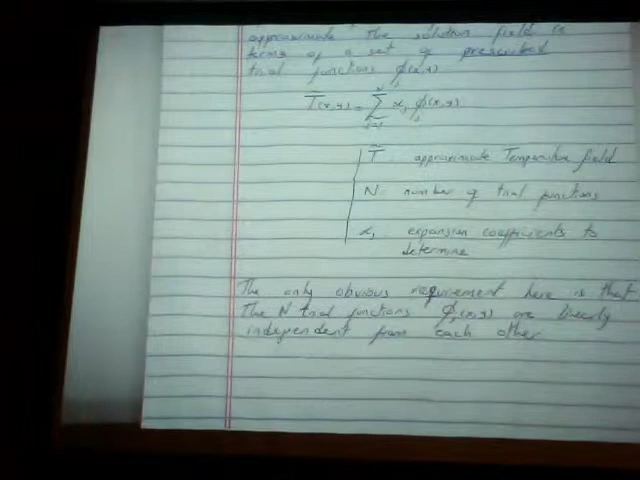 approximate the solution field in
terms of a set of prescribed
trial functions ϕᵢ(x,y)
T̃(x,y) = Σᵢ₌₁ᴺ αᵢ ϕᵢ(x,y)
T̃ approximate Temperature field
N number of trial functions
αᵢ expansion coefficients to
determine
The only obvious requirement here is that
The N trial functions ϕᵢ(x,y) are linearly
independent from each other